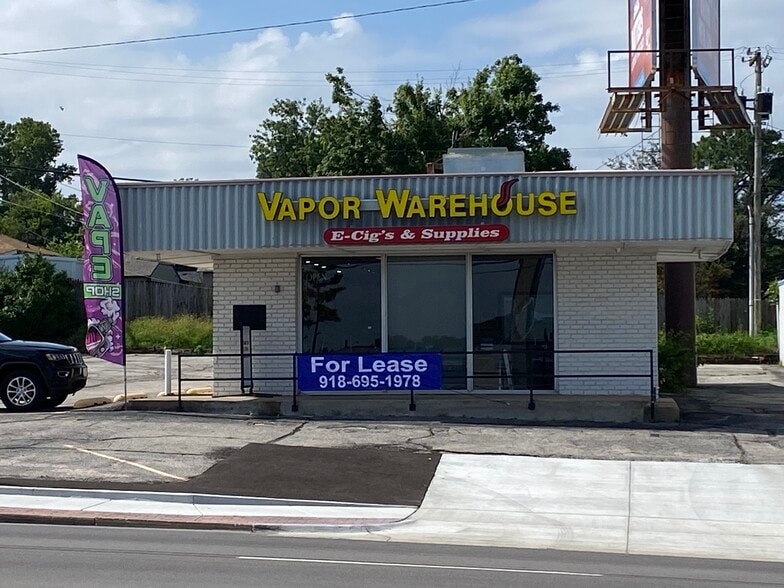 VAPOR WAREHOUSE
E-CIG'S & SUPPLIES
VAPE
SHOP
For Lease
918-695-1978